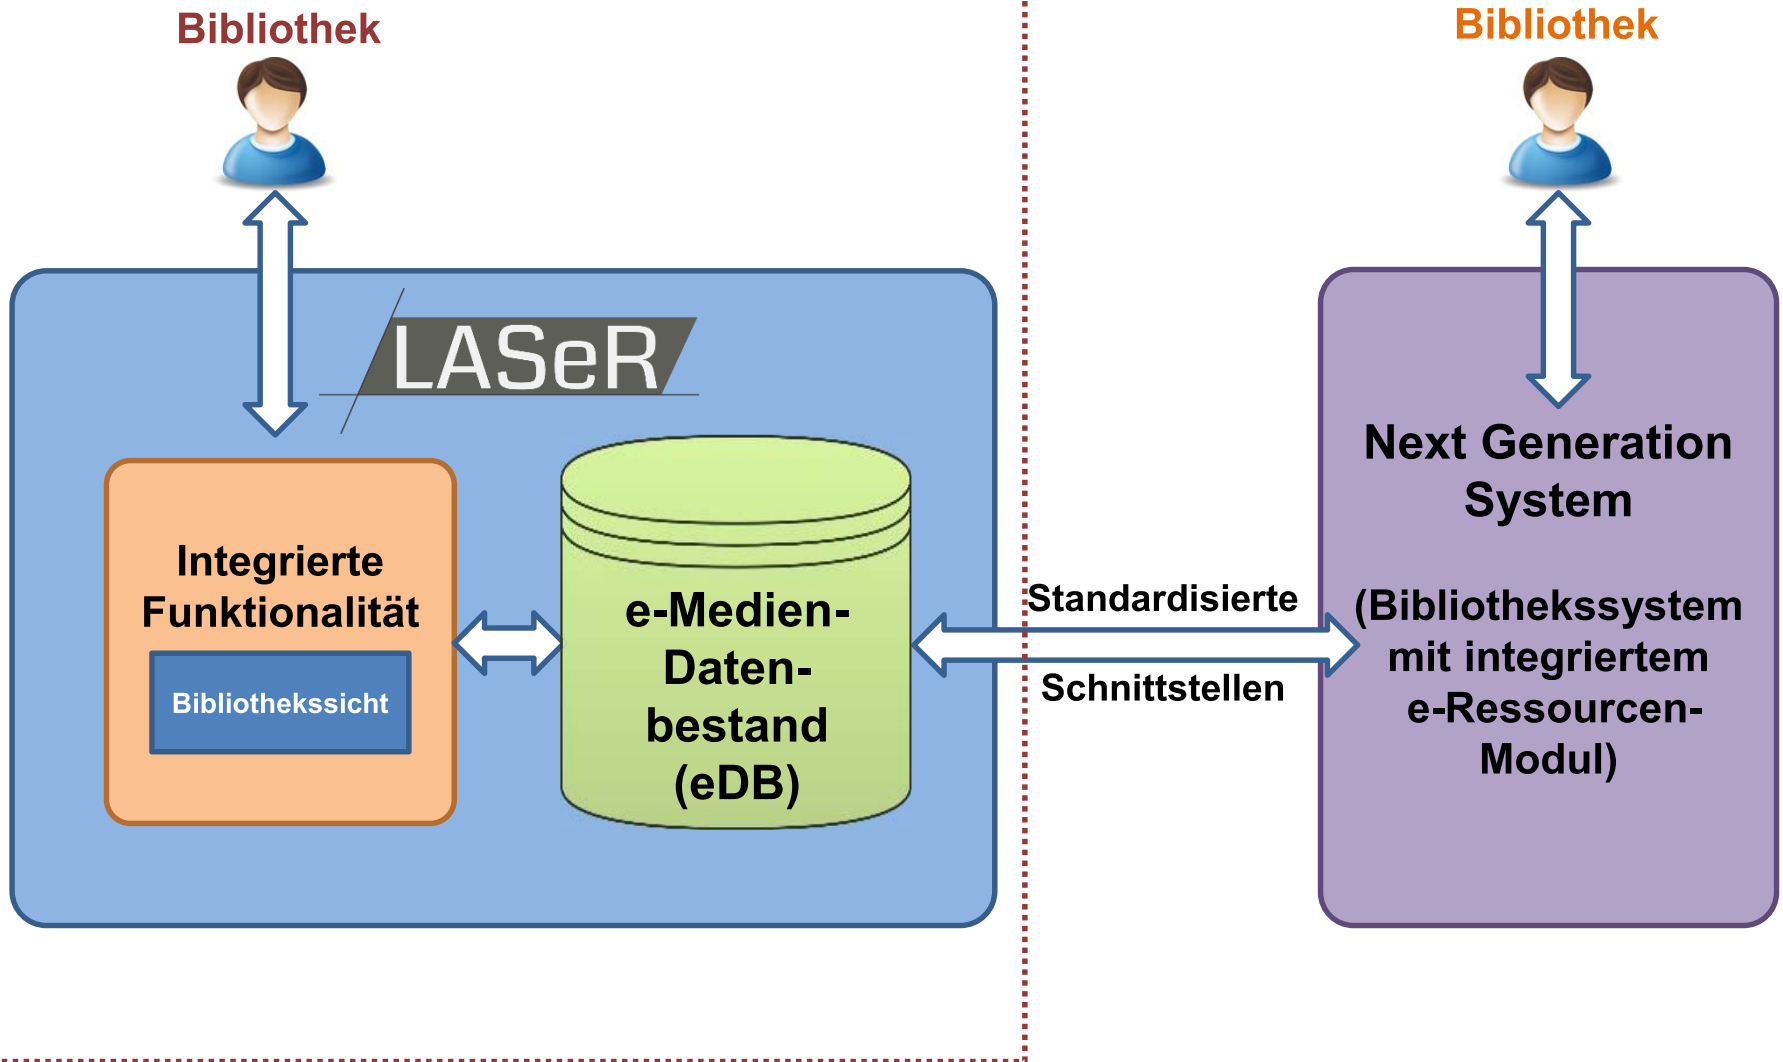 Bibliothek
Bibliothek
LASeR
Integrierte
Funktionalität
Bibliothekssicht
e-Medien-
Daten-
bestand
(eDB)
Standardisierte
Schnittstellen
Next Generation
System
(Bibliothekssystem
mit integriertem
e-Ressourcen-
Modul)